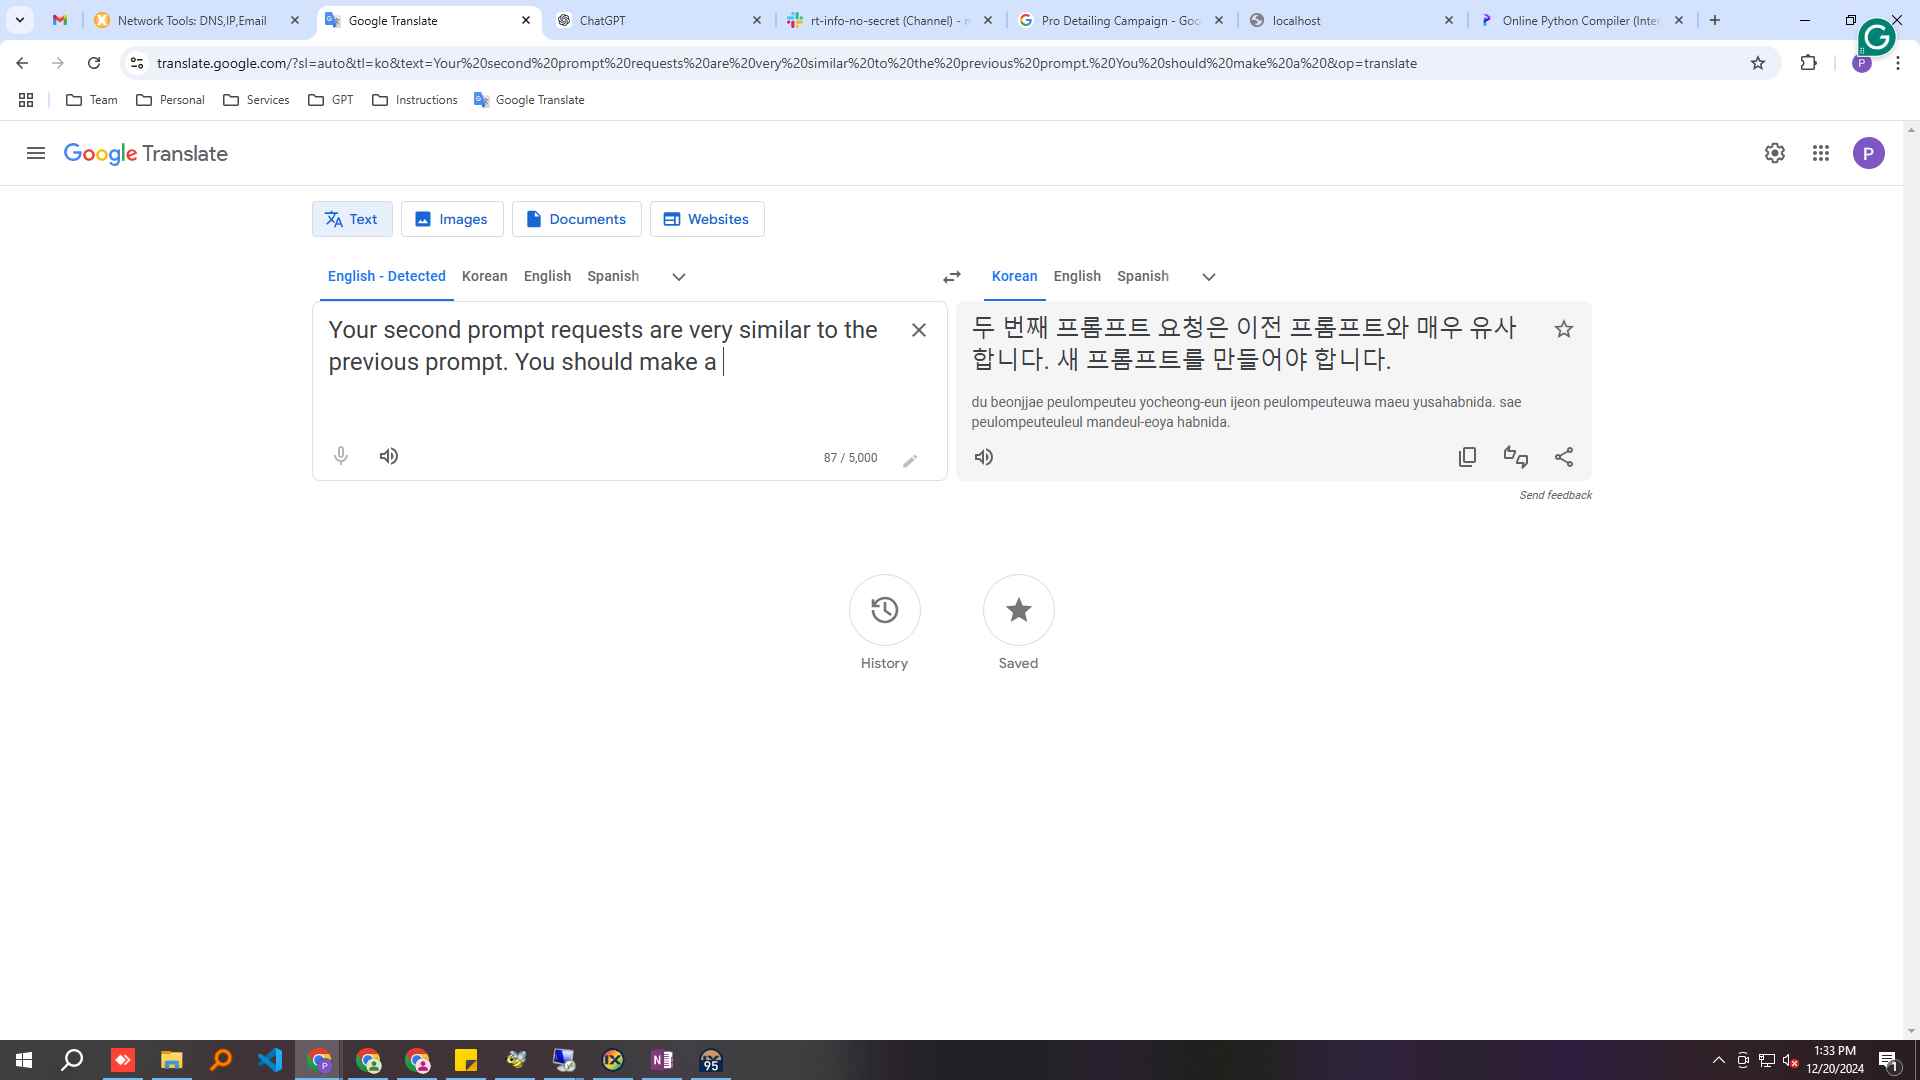 Network Tools: DNS,IP,Email
Google Translate
ChatGPT
rt-info-no-secret (Channel) -
Pro Detailing Campaign - Goo
localhost
Online Python Compiler (Inter
translate.google.com/?sl=auto&tl=ko&text=Your%20second%20prompt%20requests%20are%20very%20similar%20to%20the%20previous%20prompt.%20You%20should%20make%20a%20&op=translate
P
Team
Personal
Services
GPT
Instructions
Google Translate
Google Translate
P
Text
Images
Documents
Websites
English - Detected
Korean
English
Spanish
Korean
English
Spanish
Your second prompt requests are very similar to the
previous prompt. You should make a
87 / 5,000
두 번째 프롬프트 요청은 이전 프롬프트와 매우 유사
합니다. 새 프롬프트를 만들어야 합니다.
du beonjjae peulompeuteu yocheong-eun ijeon peulompeuteuwa maeu yusahabnida. sae
peulompeuteuleul mandeul-eoya habnida.
Send feedback
History
Saved
P
95
1:33 PM
12/20/2024
1